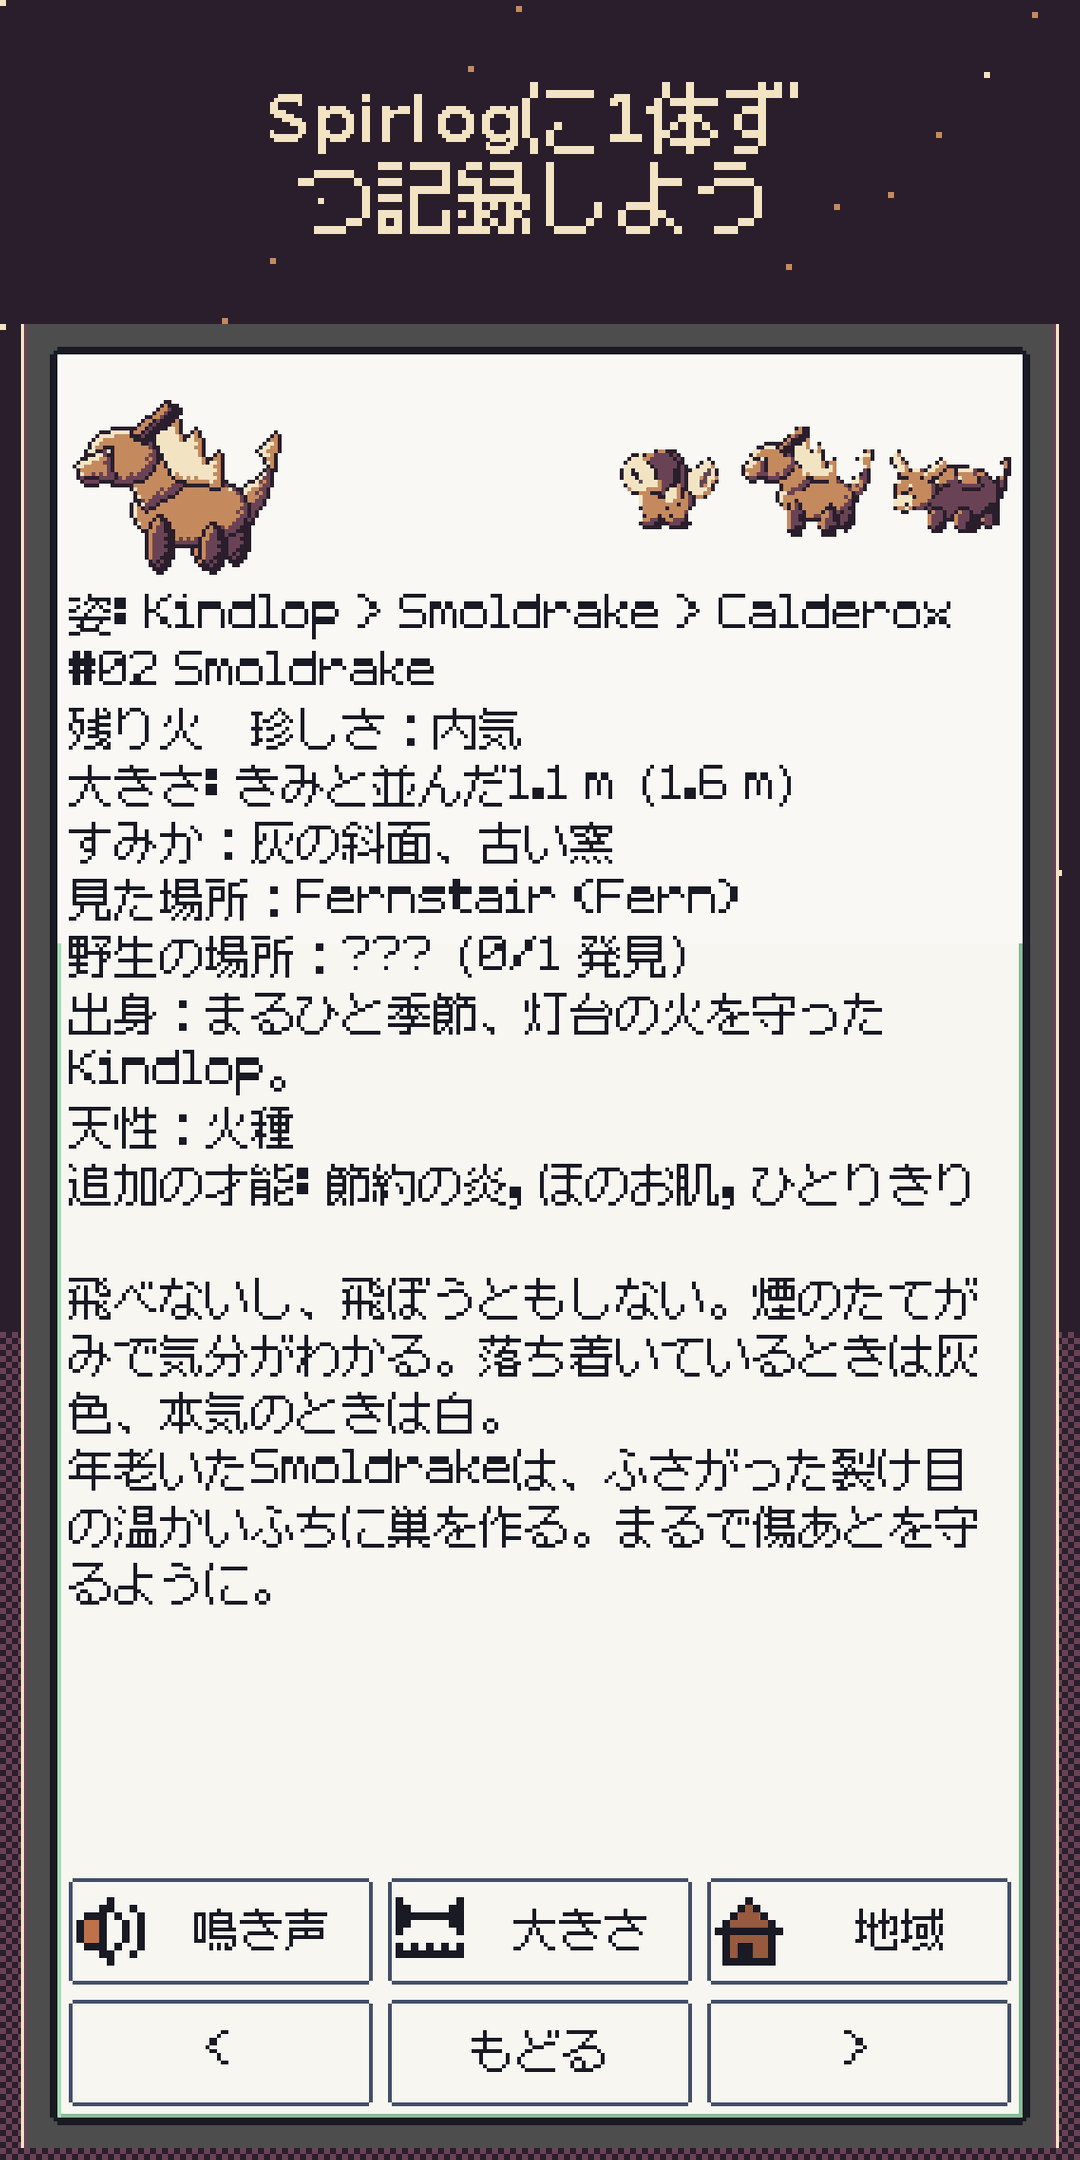 Spirlogに1体ず
つ記録しよう
姿: Kindlop > Smoldrake > Calderox
#02 Smoldrake
残り火　珍しさ：内気
大きさ: きみと並んだ1.1 m (1.6 m)
すみか：灰の斜面、古い窯
見た場所：Fernstair (Fern)
野生の場所：??? (0/1 発見)
出身：まるひと季節、灯台の火を守った
Kindlop。
天性：火種
追加の才能: 節約の炎, ほのお肌, ひとりきり
飛べないし、飛ぼうともしない。煙のたてが
みで気分がわかる。落ち着いているときは灰
色、本気のときは白。
年老いたSmoldrakeは、ふさがった裂け目
の温かいふちに巣を作る。まるで傷あとを守
るように。
鳴き声 大きさ 地域
< もどる >